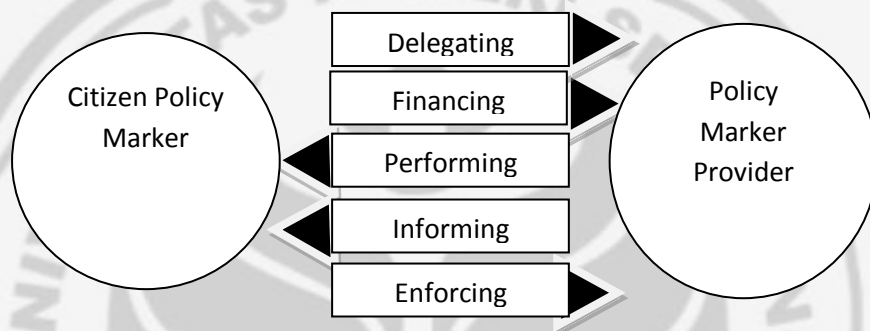 Delegating
Citizen Policy
Marker
Financing
Performing
Informing
Enforcing
Policy
Marker
Provider